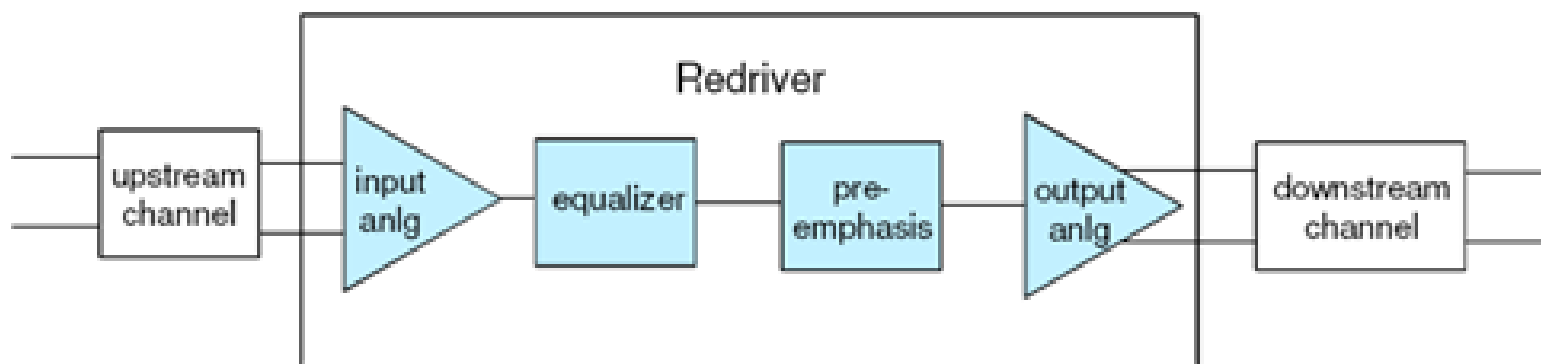 Redriver
upstream
channel
input
anlg
equalizer
pre-
emphasis
output
anlg
downstream
channel